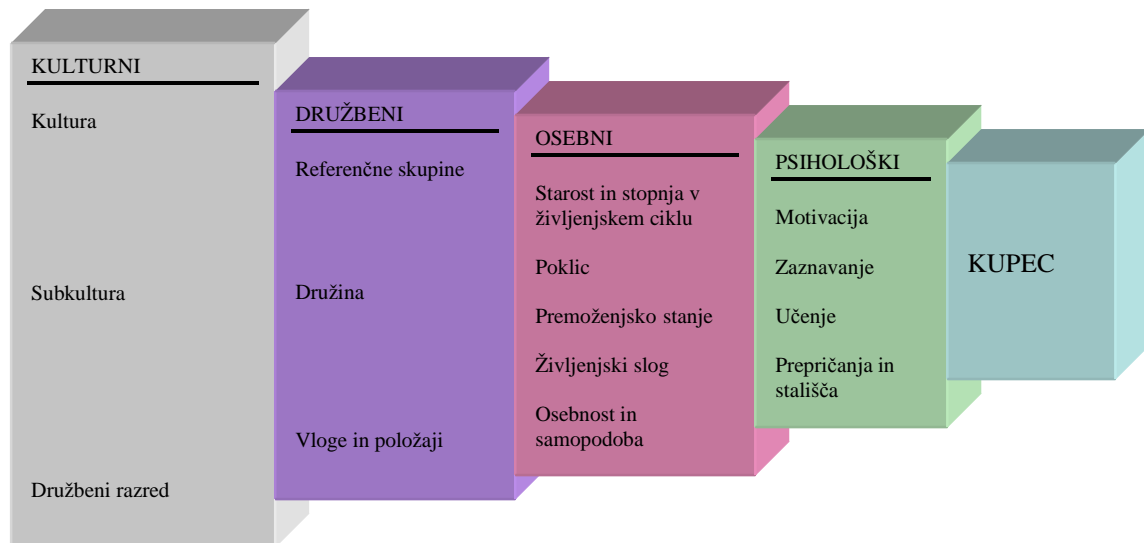 KULTURNI
Kultura
Subkultura
Družbeni razred
DRUŽBENI
Referenčne skupine
Družina
Vloge in položaji
OSEBNI
Starost in stopnja v
življenjskem ciklu
Poklic
Premoženjsko stanje
Življenjski slog
Osebnost in
samopodoba
PSIHOLOŠKI
Motivacija
Zaznavanje
Učenje
Prepričanja in
stališča
KUPEC